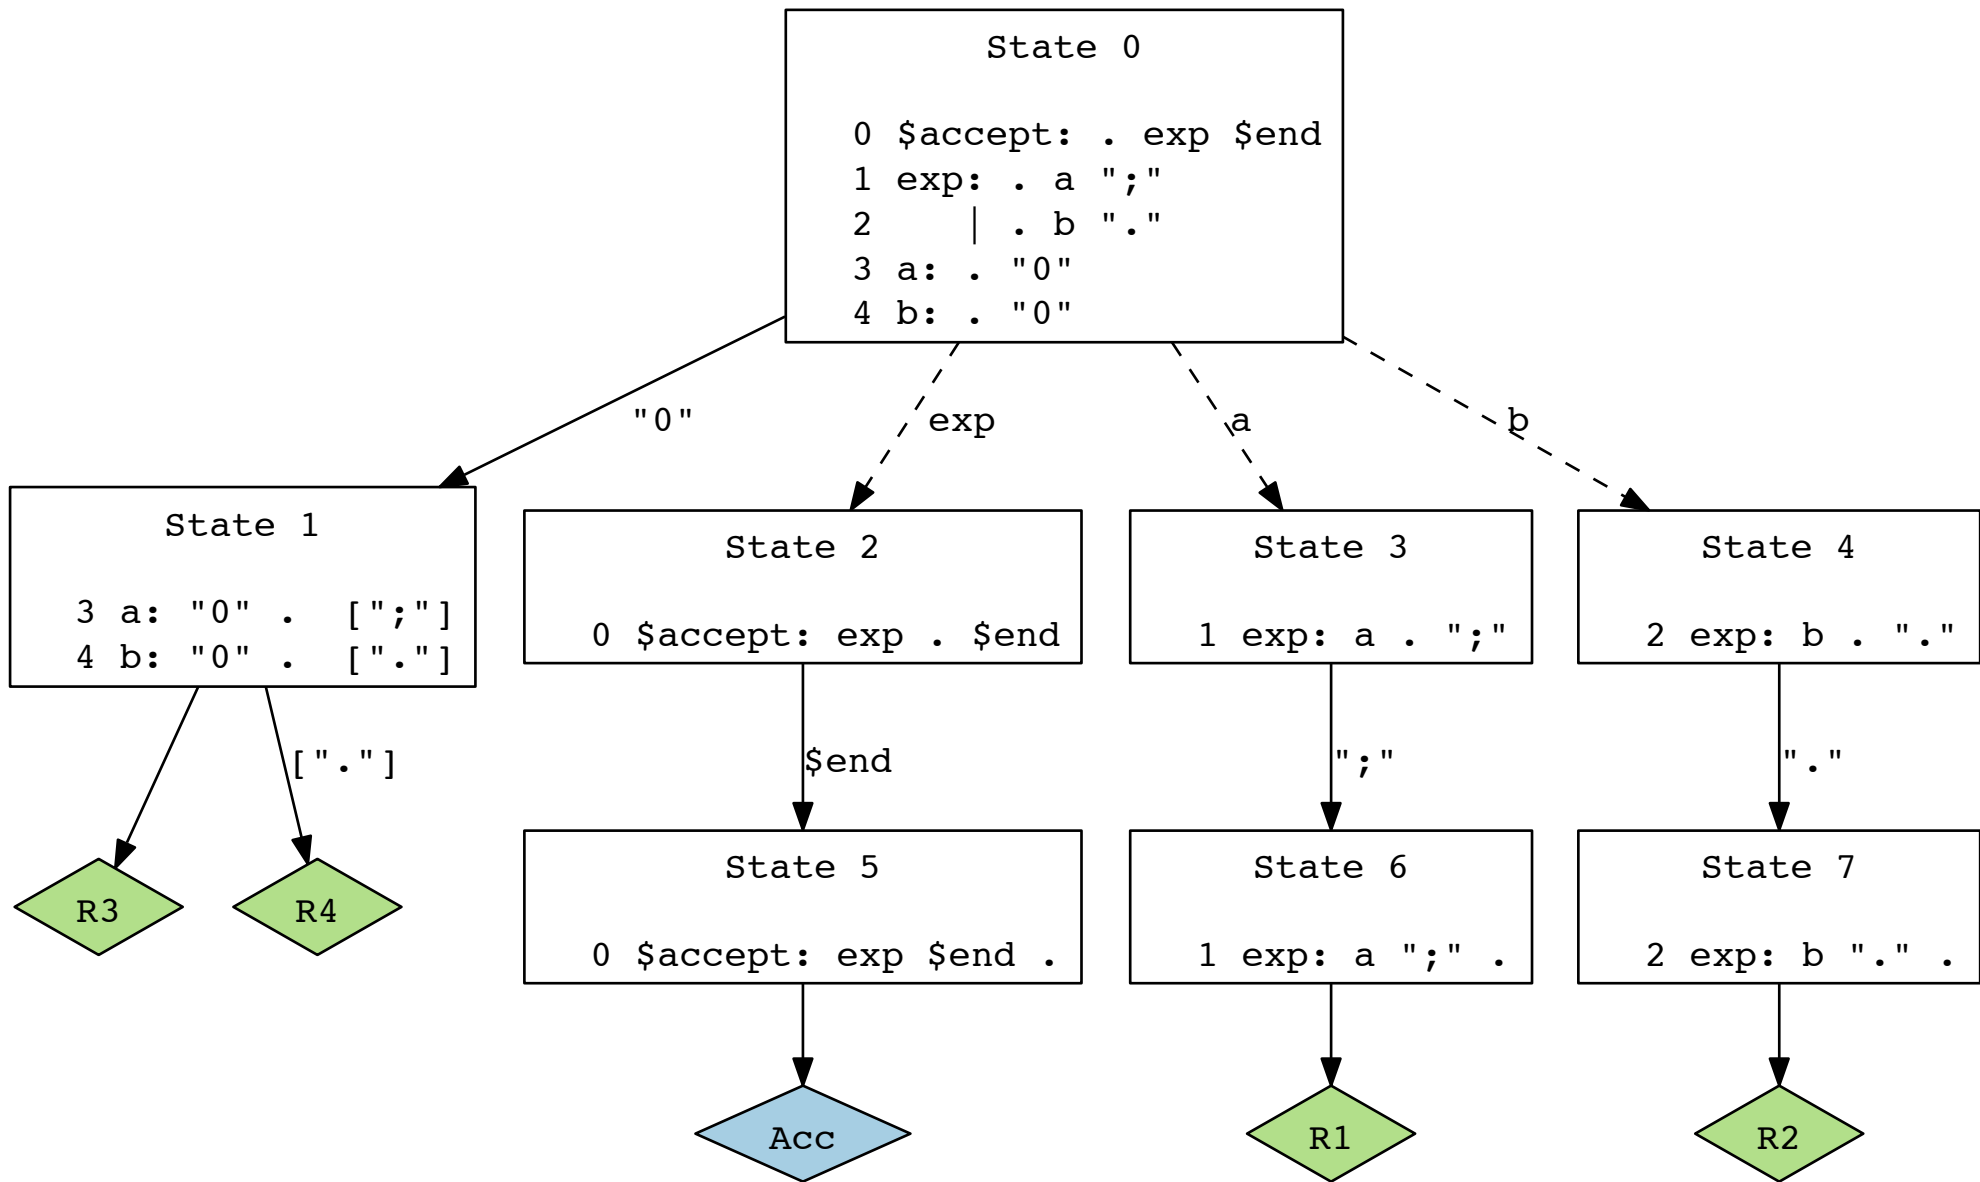 State 0
0 $accept: . exp $end
1 exp: . a ";"
2    | . b "."
3 a: . "0"
4 b: . "0"
"0"
exp
a
b
State 1
3 a: "0" .  [";"]
4 b: "0" .  ["."]
State 2
0 $accept: exp . $end
State 3
1 exp: a . ";"
State 4
2 exp: b . "."
["."]
$end
";"
"."
R3
R4
State 5
0 $accept: exp $end .
State 6
1 exp: a ";" .
State 7
2 exp: b "." .
Acc
R1
R2